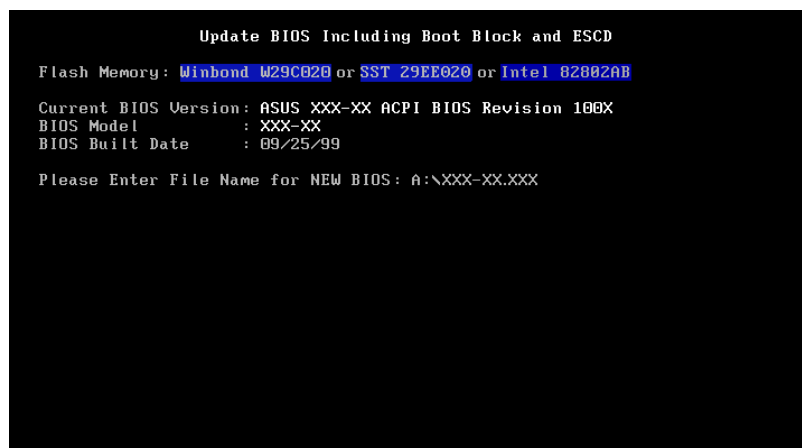 Update BIOS Including Boot Block and ESCD
Flash Memory: Winbond W29C020 or SST 29EE020 or Intel 82802AB
Current BIOS Version: ASUS XXX-XX ACPI BIOS Revision 100X
BIOS Model : XXX-XX
BIOS Built Date : 09/25/99
Please Enter File Name for NEW BIOS: A:\XXX-XX.XXX